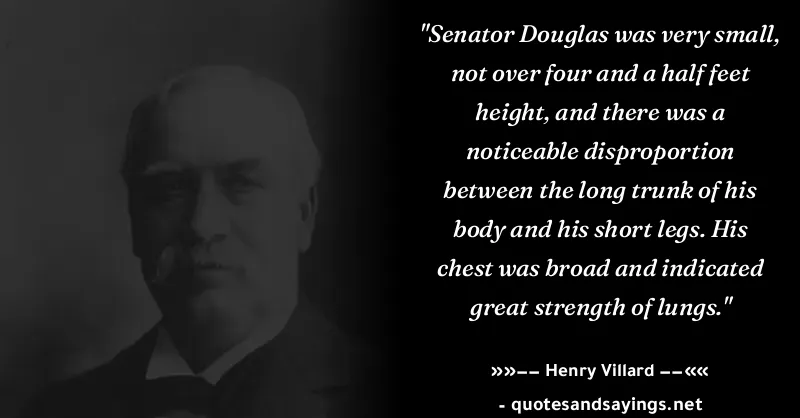 "Senator Douglas was very small,
not over four and a half feet
height, and there was a
noticeable disproportion
between the long trunk of his
body and his short legs. His
chest was broad and indicated
great strength of lungs."
»»—— Henry Villard ——««
- quotesandsayings.net